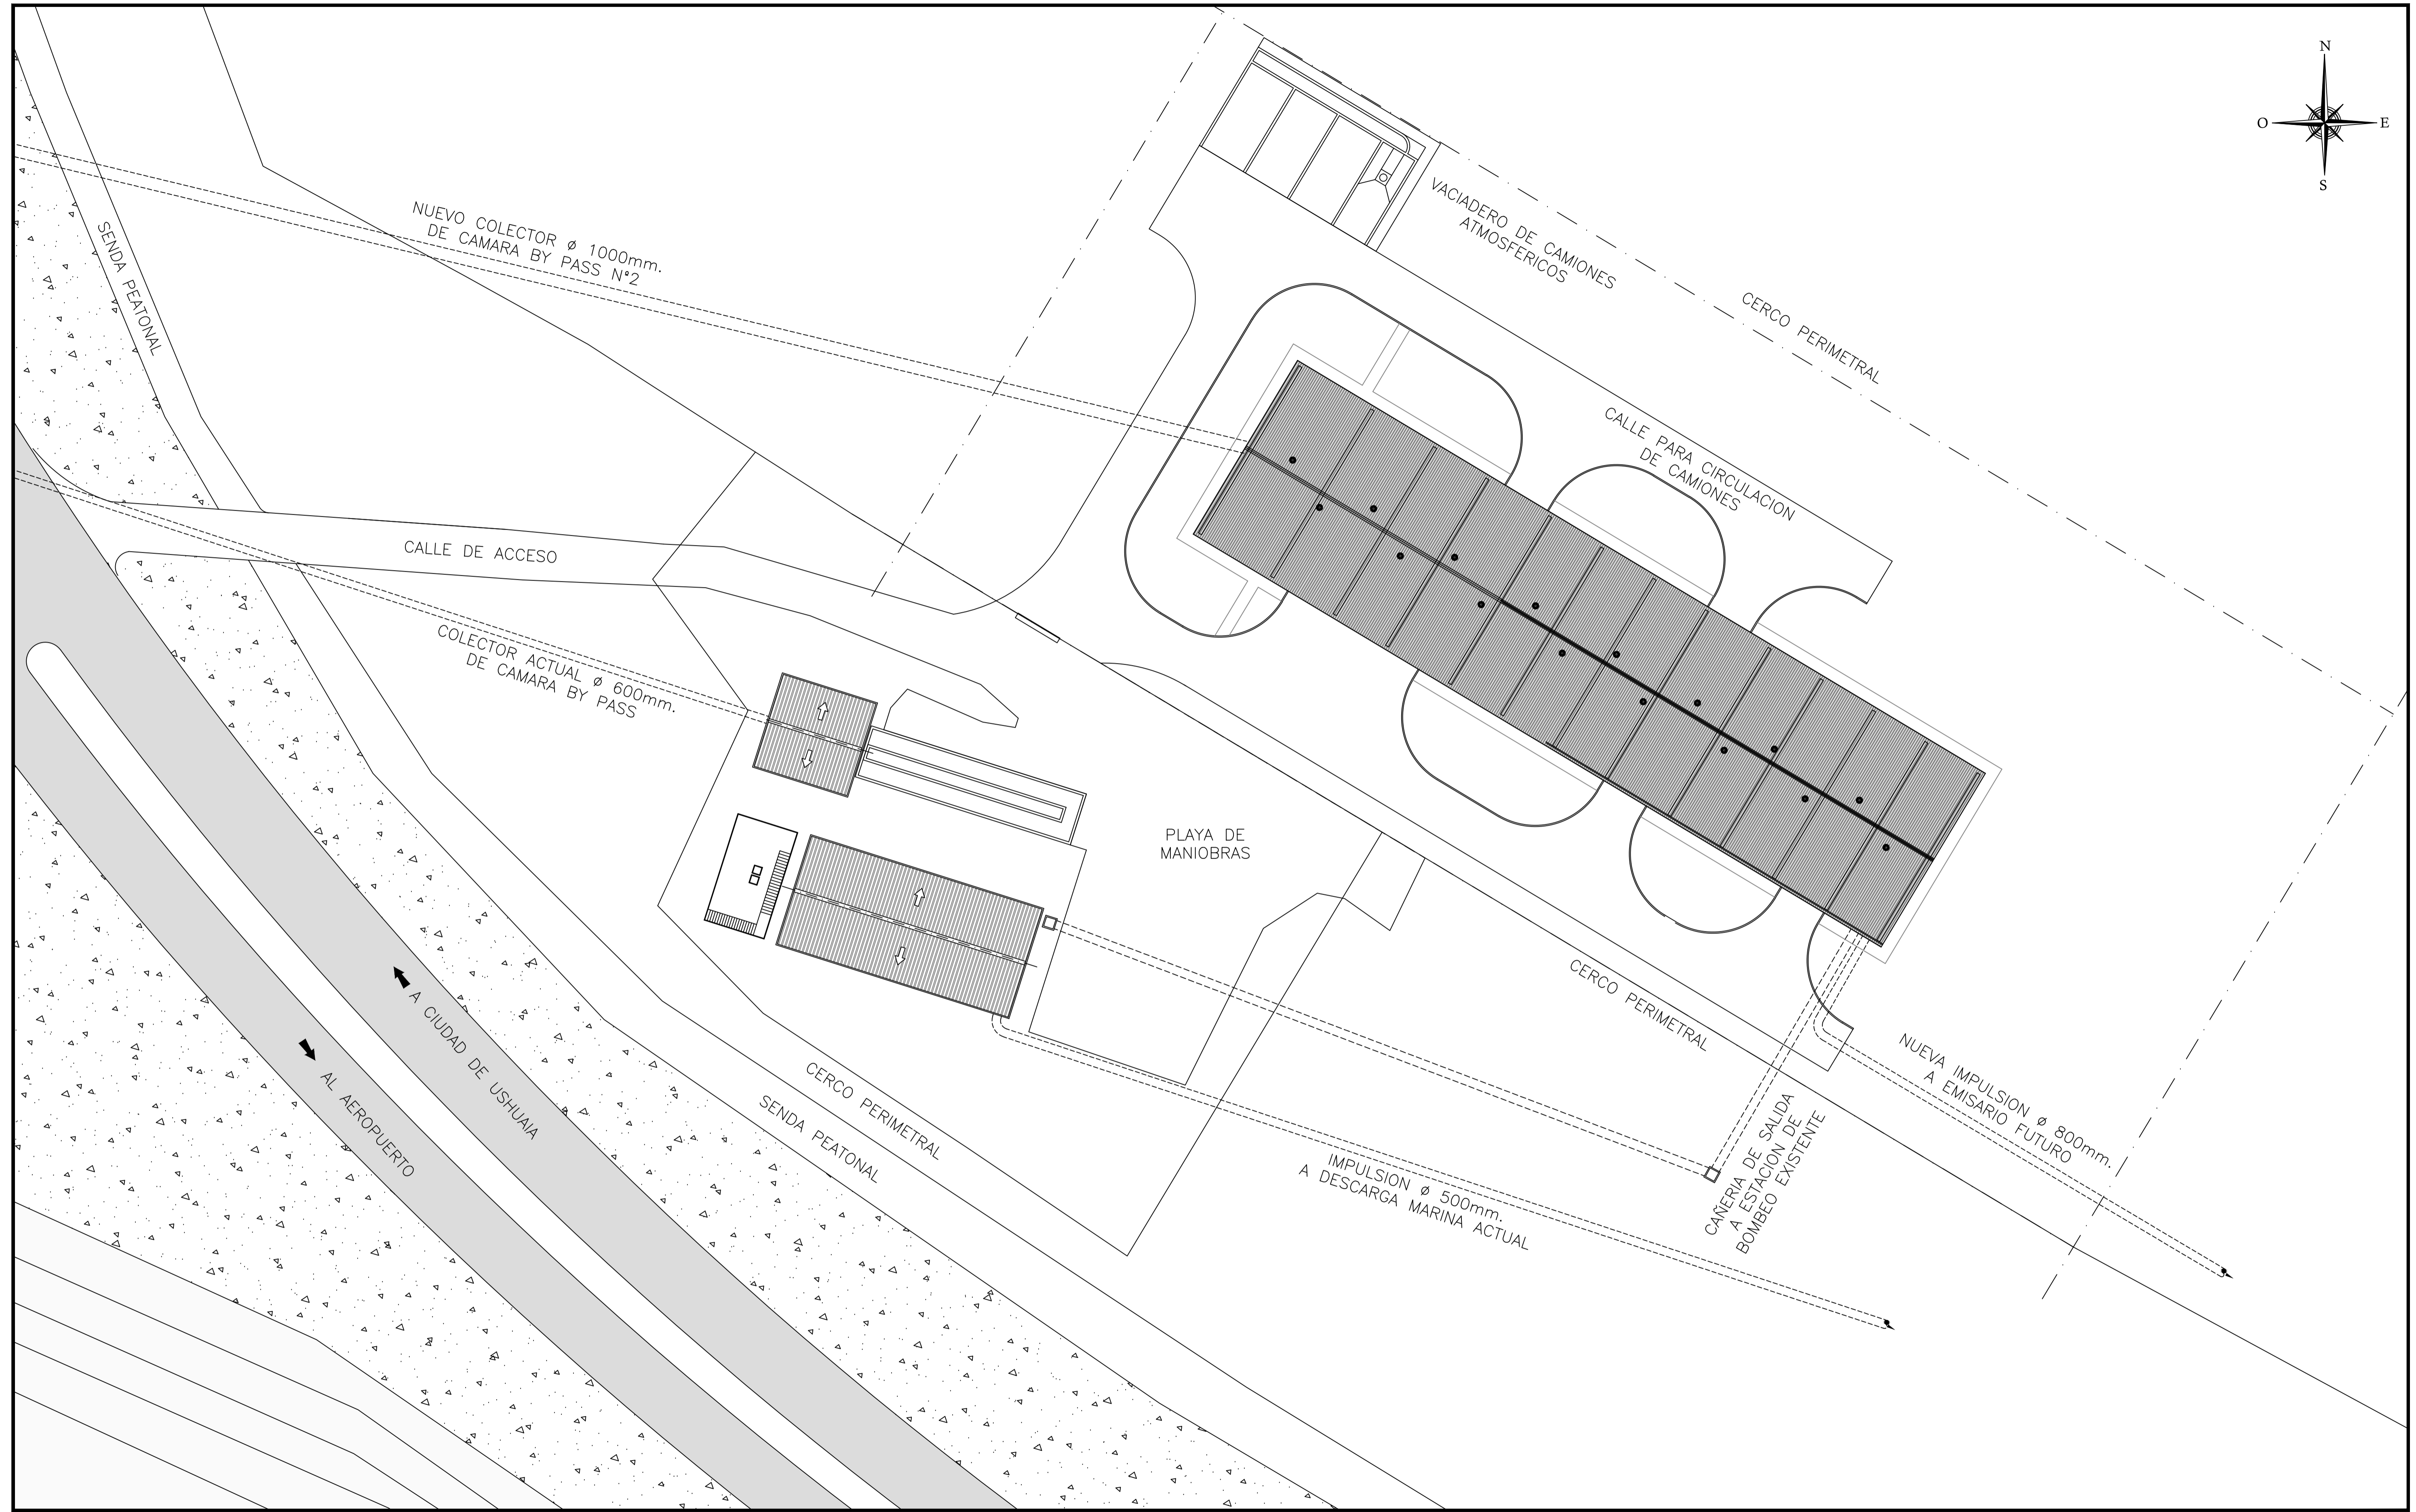 N
O
E
S
VACIADERO DE CAMIONES
ATMOSFERICOS
NUEVO COLECTOR ø 1000mm.
DE CAMARA BY PASS N°2
SENDA PEATONAL
CERCO PERIMETRAL
CALLE PARA CIRCULACION
DE CAMIONES
CALLE DE ACCESO
COLECTOR ACTUAL ø 600mm.
DE CAMARA BY PASS
PLAYA DE
MANIOBRAS
A CIUDAD DE USHUAIA
AL AEROPUERTO
CERCO PERIMETRAL
SENDA PEATONAL
CERCO PERIMETRAL
NUEVA IMPULSION ø 800mm.
A EMISARIO FUTURO
CAÑERIA DE SALIDA
A ESTACION DE
BOMBEO EXISTENTE
IMPULSION ø 500mm.
A DESCARGA MARINA ACTUAL